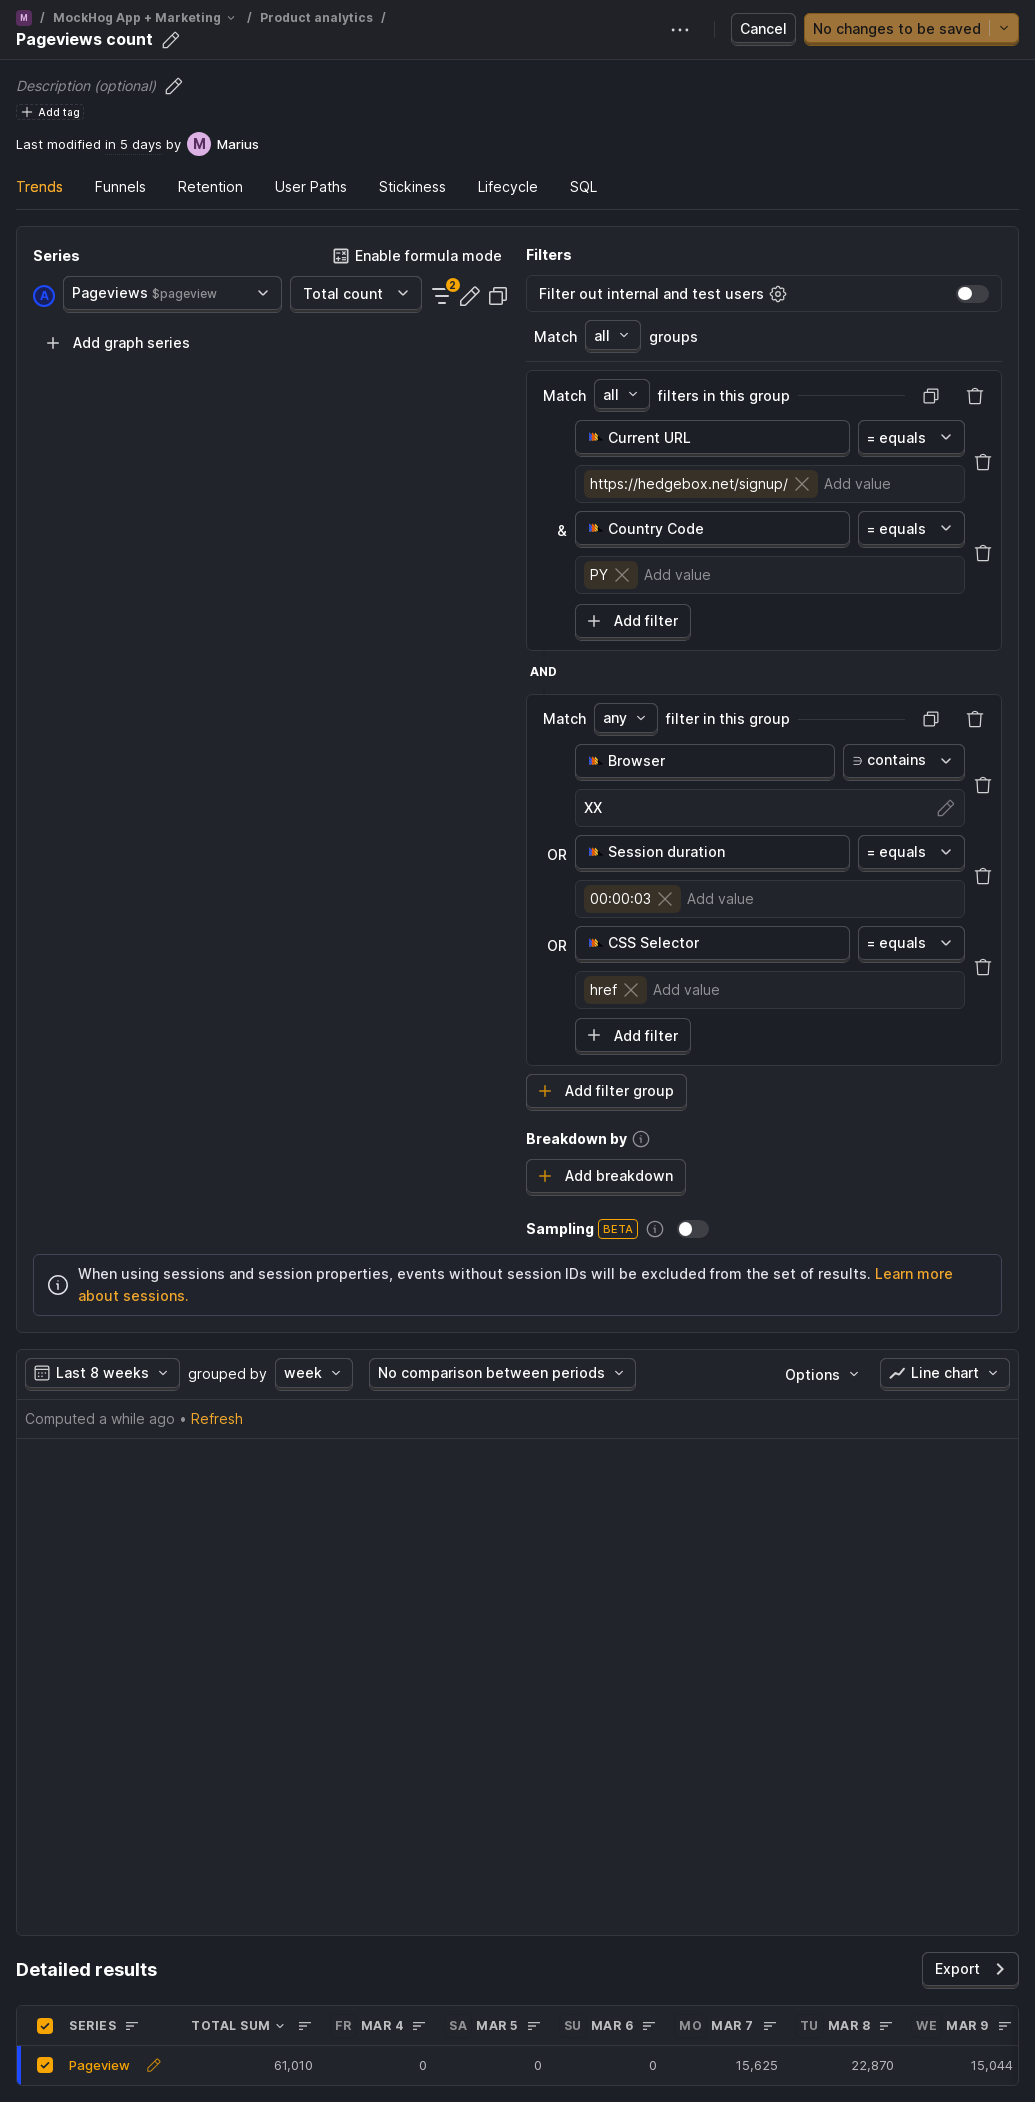 M / MockHog App + Marketing / Product analytics /
Pageviews count
Cancel
No changes to be saved
Description (optional)
Add tag
Last modified in 5 days by M Marius
Trends Funnels Retention User Paths Stickiness Lifecycle SQL
Series
Enable formula mode
A Pageviews $pageview Total count 2
Add graph series
Filters
Filter out internal and test users
Match all groups
Match all filters in this group
Current URL = equals
https://hedgebox.net/signup/ Add value
& Country Code = equals
PY Add value
Add filter
AND
Match any filter in this group
Browser ∋ contains
XX
OR Session duration = equals
00:00:03 Add value
OR CSS Selector = equals
href Add value
Add filter
Add filter group
Breakdown by
Add breakdown
Sampling BETA
When using sessions and session properties, events without session IDs will be excluded from the set of results. Learn more
about sessions.
Last 8 weeks grouped by week No comparison between periods Options Line chart
Computed a while ago • Refresh
Detailed results
Export
SERIES TOTAL SUM FR MAR 4 SA MAR 5 SU MAR 6 MO MAR 7 TU MAR 8 WE MAR 9
Pageview 61,010 0 0 0 15,625 22,870 15,044